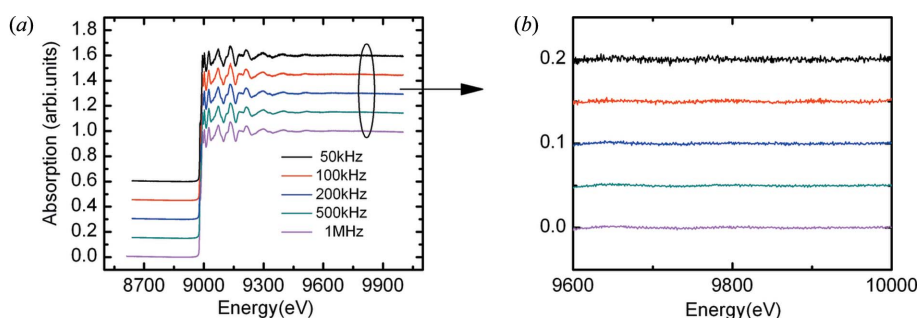 (a)
Absorption (arbi.units)
1.8
1.6
1.4
1.2
1.0
0.8
0.6
0.4
0.2
0.0
50kHz
100kHz
200kHz
500kHz
1MHz
8700 9000 9300 9600 9900
Energy(eV)
(b)
0.2
0.1
0.0
9600 9800 10000
Energy(eV)